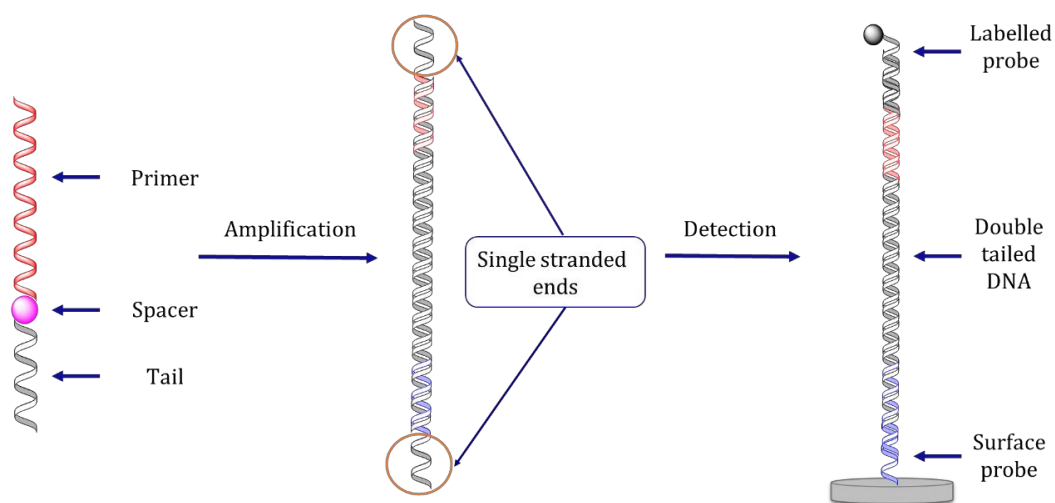 Primer
Spacer
Tail
Amplification
Single stranded
ends
Detection
Labelled
probe
Double
tailed
DNA
Surface
probe